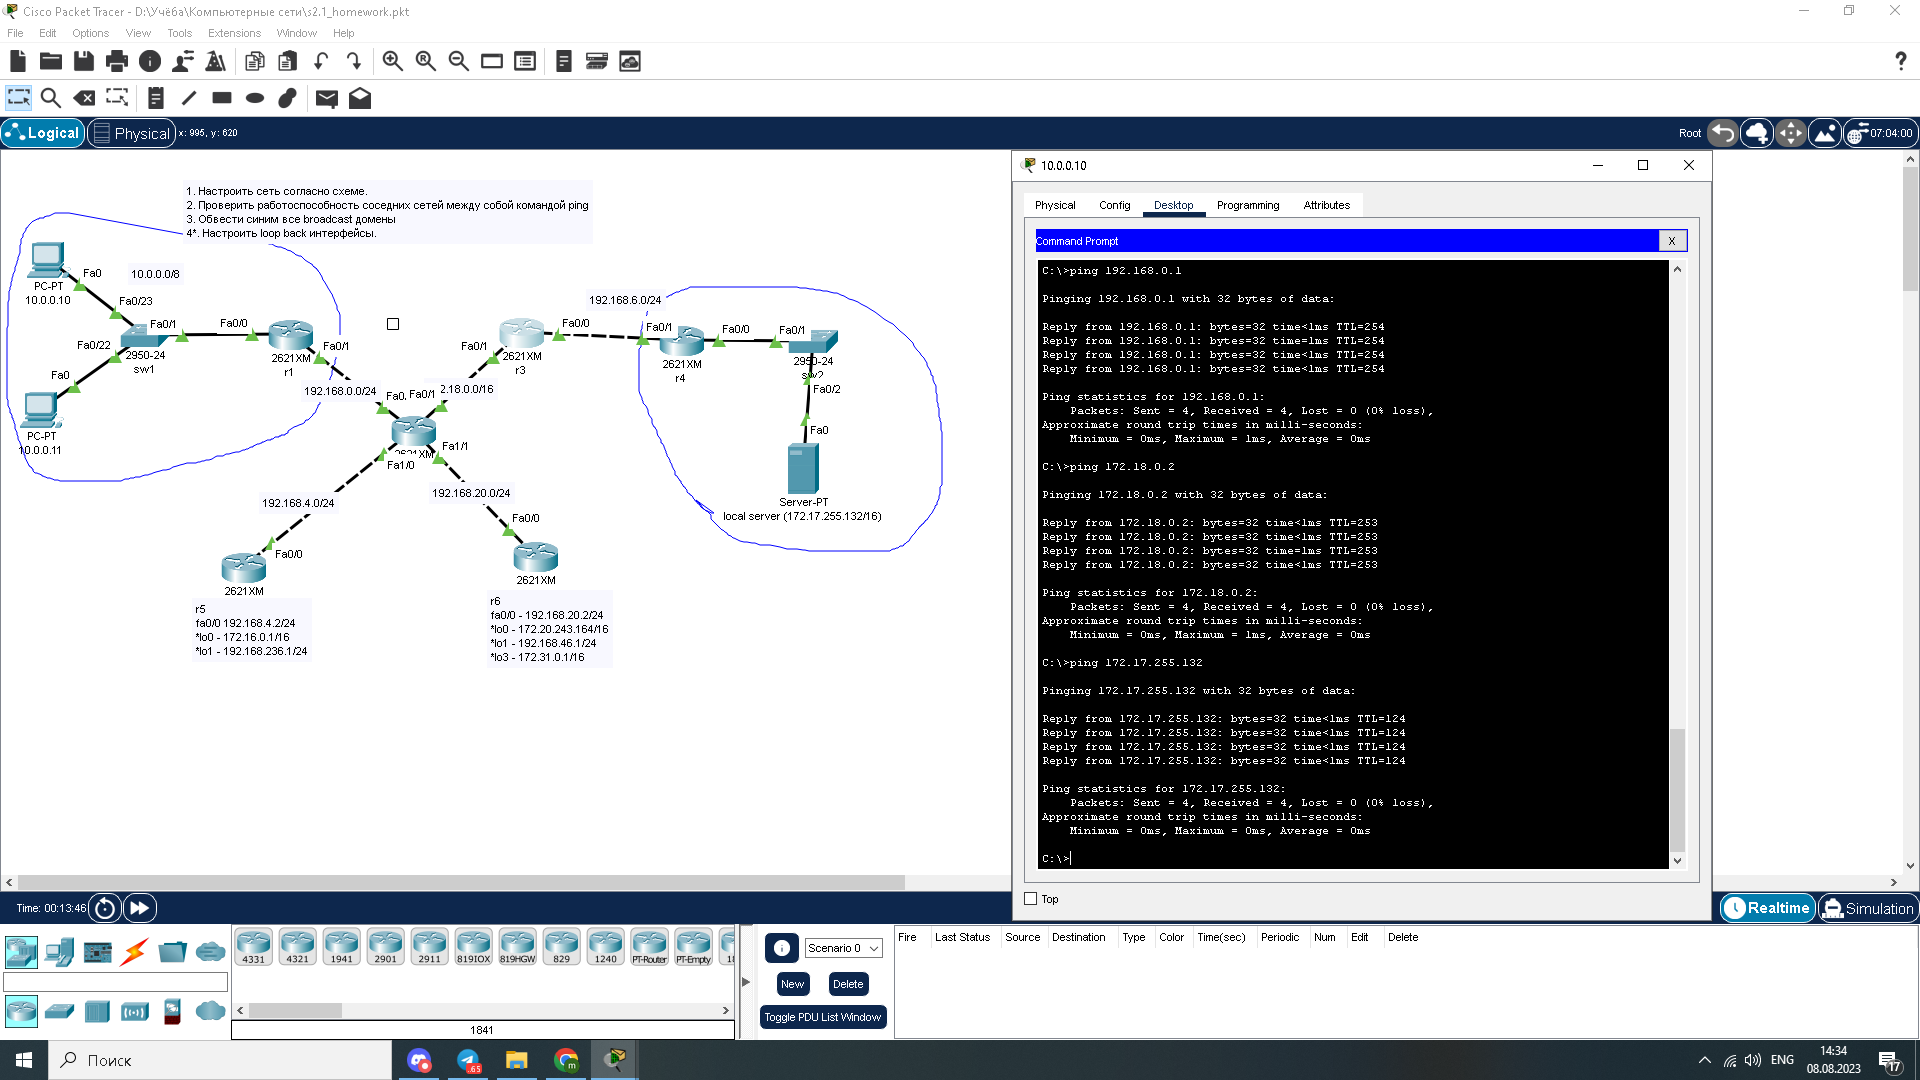 Cisco Packet Tracer - D:\Учёба\Компьютерные сети\s2.1_homework.pkt
File Edit Options View Tools Extensions Window Help
Logical Physical x: 995, y: 620
Root 07:04:00
1. Настроить сеть согласно схеме.
2. Проверить работоспособность соседних сетей между собой командой ping
3. Обвести синим все broadcast домены
4*. Настроить loop back интерфейсы.
Fa0
10.0.0.0/8
PC-PT
10.0.0.10
Fa0/23
Fa0/1
Fa0/0
Fa0/22
2950-24
sw1
2621XM
r1
Fa0/1
Fa0
PC-PT
10.0.0.11
192.168.0.0/24
Fa0/1
2.18.0.0/16
Fa0/1
2621XM
r3
Fa0/0
192.168.6.0/24
Fa0/1
2621XM
r4
Fa0/0
Fa0/1
2950-24
sw2
Fa0/2
Fa0
Server-PT
local server (172.17.255.132/16)
2621XM
Fa1/1
Fa1/0
192.168.4.0/24
192.168.20.0/24
Fa0/0
Fa0/0
2621XM
2621XM
r5
fa0/0 192.168.4.2/24
*lo0 - 172.16.0.1/16
*lo1 - 192.168.236.1/24
r6
fa0/0 - 192.168.20.2/24
*lo0 - 172.20.243.164/16
*lo1 - 192.168.46.1/24
*lo3 - 172.31.0.1/16
10.0.0.10
Physical Config Desktop Programming Attributes
Command Prompt
X
C:\>ping 192.168.0.1
Pinging 192.168.0.1 with 32 bytes of data:
Reply from 192.168.0.1: bytes=32 time<1ms TTL=254
Reply from 192.168.0.1: bytes=32 time=1ms TTL=254
Reply from 192.168.0.1: bytes=32 time<1ms TTL=254
Reply from 192.168.0.1: bytes=32 time<1ms TTL=254
Ping statistics for 192.168.0.1:
Packets: Sent = 4, Received = 4, Lost = 0 (0% loss),
Approximate round trip times in milli-seconds:
Minimum = 0ms, Maximum = 1ms, Average = 0ms
C:\>ping 172.18.0.2
Pinging 172.18.0.2 with 32 bytes of data:
Reply from 172.18.0.2: bytes=32 time<1ms TTL=253
Reply from 172.18.0.2: bytes=32 time=1ms TTL=253
Reply from 172.18.0.2: bytes=32 time<1ms TTL=253
Reply from 172.18.0.2: bytes=32 time<1ms TTL=253
Ping statistics for 172.18.0.2:
Packets: Sent = 4, Received = 4, Lost = 0 (0% loss),
Approximate round trip times in milli-seconds:
Minimum = 0ms, Maximum = 1ms, Average = 0ms
C:\>ping 172.17.255.132
Pinging 172.17.255.132 with 32 bytes of data:
Reply from 172.17.255.132: bytes=32 time<1ms TTL=124
Reply from 172.17.255.132: bytes=32 time<1ms TTL=124
Reply from 172.17.255.132: bytes=32 time<1ms TTL=124
Reply from 172.17.255.132: bytes=32 time<1ms TTL=124
Ping statistics for 172.17.255.132:
Packets: Sent = 4, Received = 4, Lost = 0 (0% loss),
Approximate round trip times in milli-seconds:
Minimum = 0ms, Maximum = 0ms, Average = 0ms
C:\>
Top
Time: 00:13:46
Realtime Simulation
4331 4321 1941 2901 2911 819IOX 819HGW 829 1240 PT-Router PT-Empty
1841
Scenario 0
New Delete
Toggle PDU List Window
Fire Last Status Source Destination Type Color Time(sec) Periodic Num Edit Delete
Поиск
65
ENG
14:34
08.08.2023
17